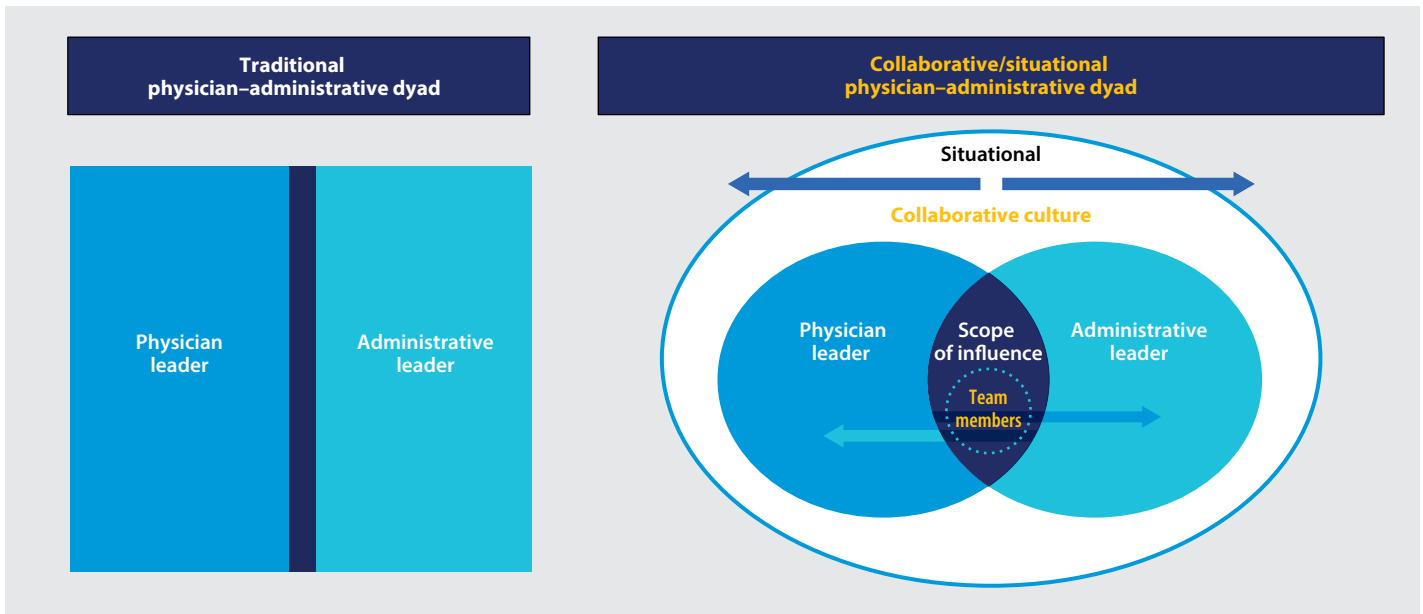 Traditional
physician–administrative dyad
Collaborative/situational
physician–administrative dyad
Physician
leader
Administrative
leader
Situational
Collaborative culture
Physician
leader
Scope
of influence
Administrative
leader
Team
members